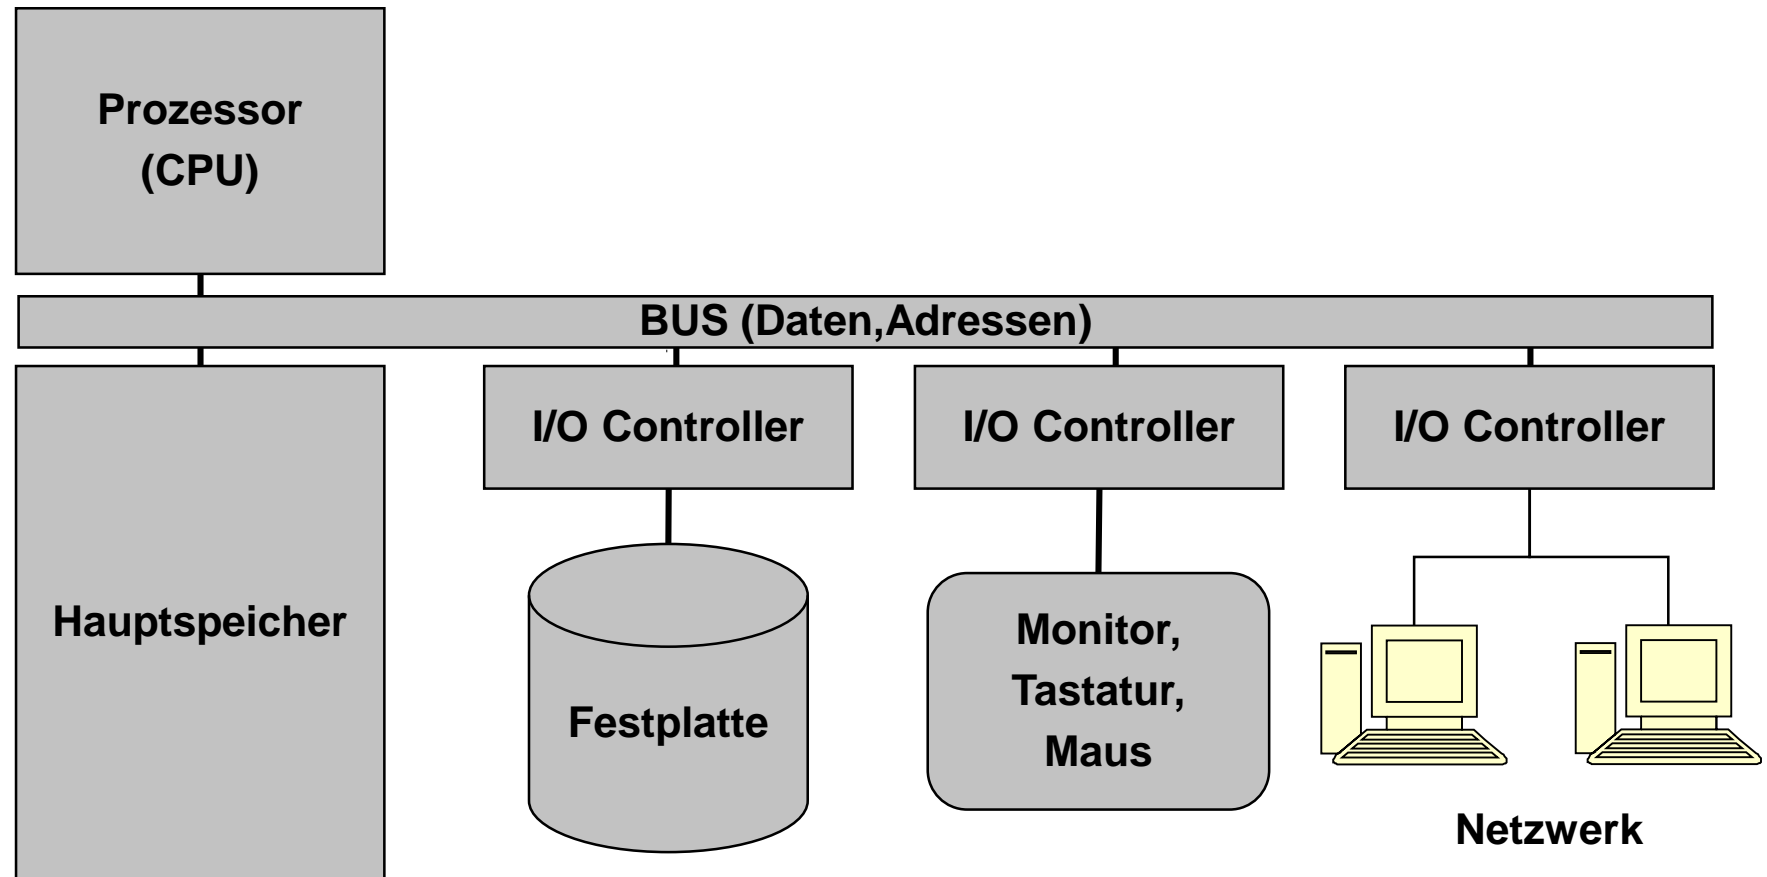 Prozessor
(CPU)
BUS (Daten,Adressen)
I/O Controller
I/O Controller
I/O Controller
Hauptspeicher
Festplatte
Monitor,
Tastatur,
Maus
Netzwerk